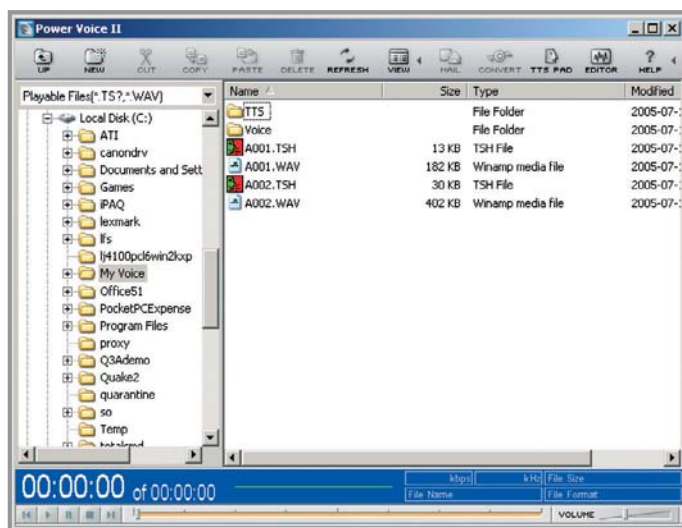 Power Voice II
UP NEW CUT COPY PASTE DELETE REFRESH VIEW MAIL CONVERT TTS PAD EDITOR HELP
Playable Files(*.TS?,*.WAV)
Local Disk (C:)
ATI
canondrv
Documents and Sett
Games
iPAQ
lexmark
lfs
lj4100pcl6win2kxp
My Voice
Office51
PocketPCExpense
Program Files
proxy
Q3Ademo
Quake2
quarantine
so
Temp
totalcmd
Name Size Type Modified
TTS File Folder 2005-07-
Voice File Folder 2005-07-
A001.TSH 13 KB TSH File 2005-07-
A001.WAV 182 KB Winamp media file 2005-07-
A002.TSH 30 KB TSH File 2005-07-
A002.WAV 402 KB Winamp media file 2005-07-
00:00:00 of 00:00:00
kbps kHz File Size
File Name File Format
VOLUME